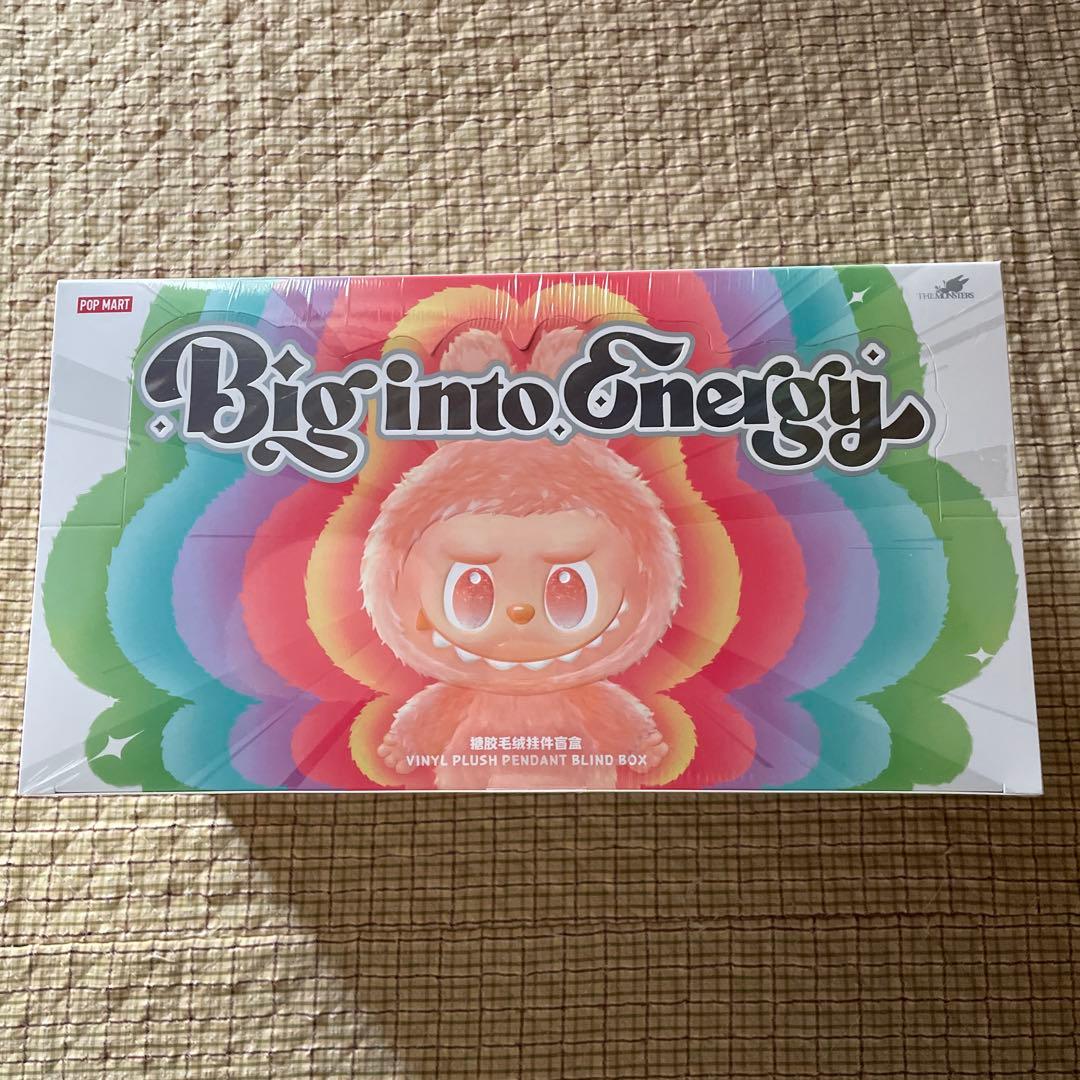 POP MART
THE MONSTERS
Big into Energy
搪胶毛绒挂件盲盒
VINYL PLUSH PENDANT BLIND BOX